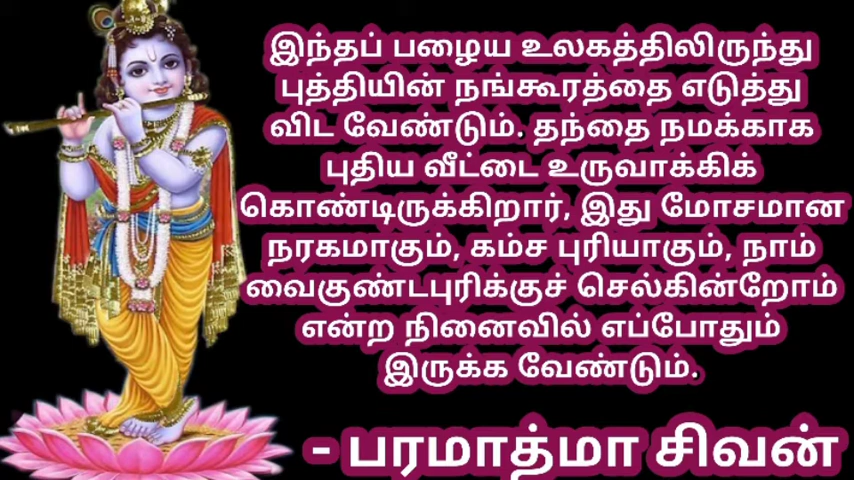 இந்தப் பழைய உலகத்திலிருந்து
புத்தியின் நங்கூரத்தை எடுத்து
விட வேண்டும். தந்தை நமக்காக
புதிய வீட்டை உருவாக்கிக்
கொண்டிருக்கிறார், இது மோசமான
நரகமாகும், கம்ச புரியாகும், நாம்
வைகுண்டபுரிக்குச் செல்கின்றோம்
என்ற நினைவில் எப்போதும்
இருக்க வேண்டும்.
- பரமாத்மா சிவன்